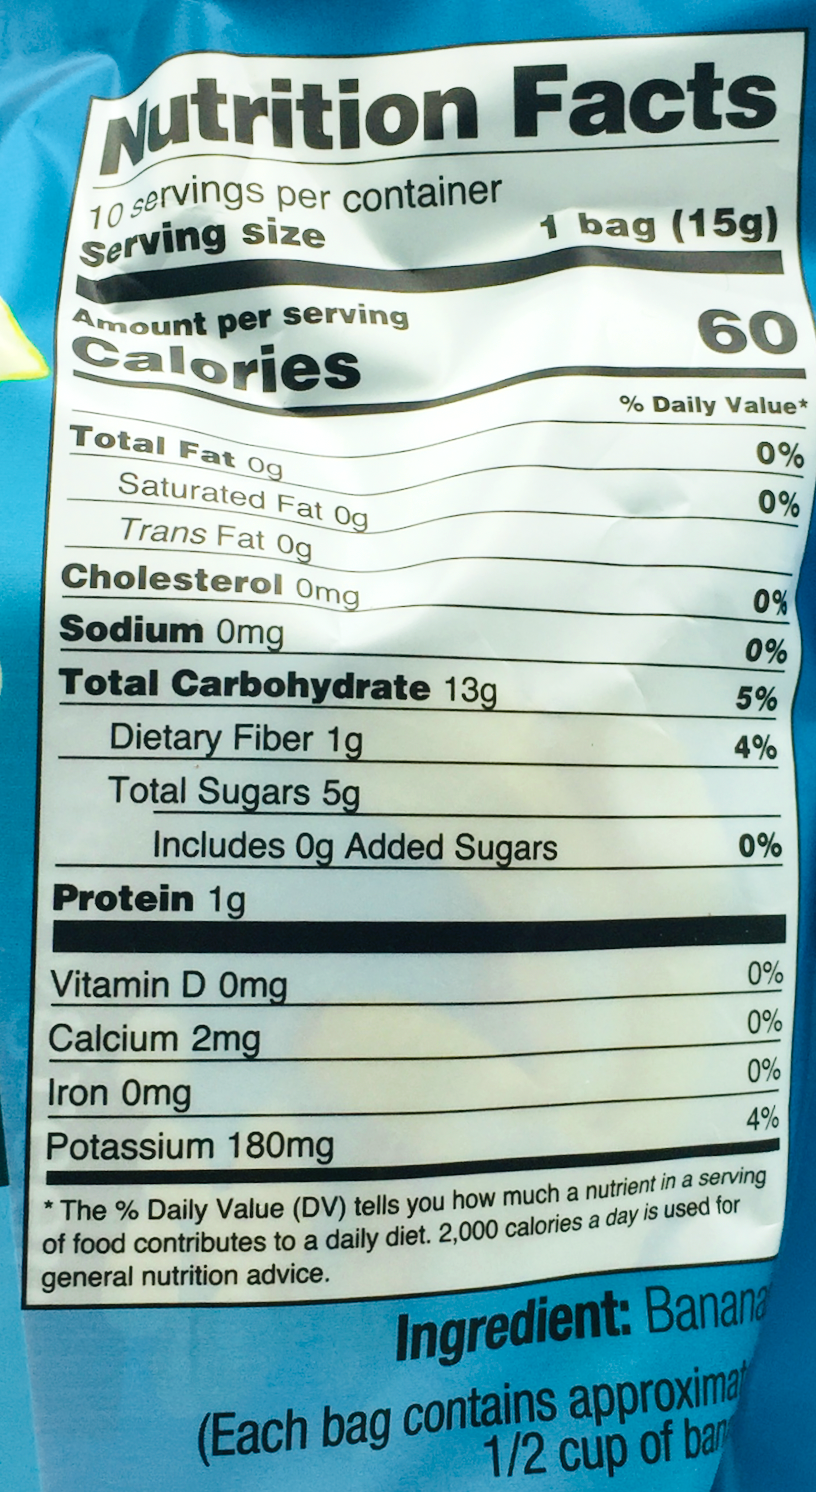 Nutrition Facts
10 servings per container
Serving size 1 bag (15g)
Amount per serving
Calories 60
% Daily Value*
Total Fat 0g 0%
Saturated Fat 0g 0%
Trans Fat 0g
Cholesterol 0mg 0%
Sodium 0mg 0%
Total Carbohydrate 13g 5%
Dietary Fiber 1g 4%
Total Sugars 5g
Includes 0g Added Sugars 0%
Protein 1g
Vitamin D 0mg 0%
Calcium 2mg 0%
Iron 0mg 0%
Potassium 180mg 4%
* The % Daily Value (DV) tells you how much a nutrient in a serving
of food contributes to a daily diet. 2,000 calories a day is used for
general nutrition advice.
Ingredient: Banana
(Each bag contains
1/2 cup of